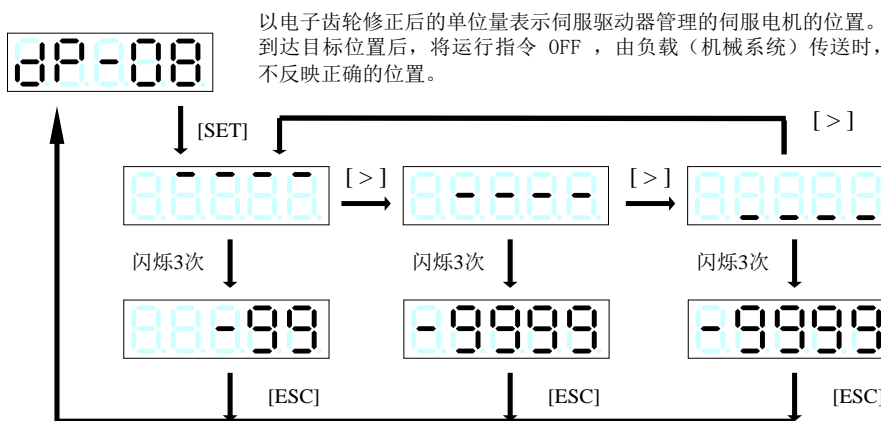 以电子齿轮修正后的单位量表示伺服驱动器管理的伺服电机的位置。
到达目标位置后，将运行指令 OFF ，由负载（机械系统）传送时，
不反映正确的位置。
dP-08
[SET]
[ > ]
[ > ]
[ > ]
---- ---- ----
闪烁3次 闪烁3次 闪烁3次
-99 -9999 -9999
[ESC] [ESC] [ESC]